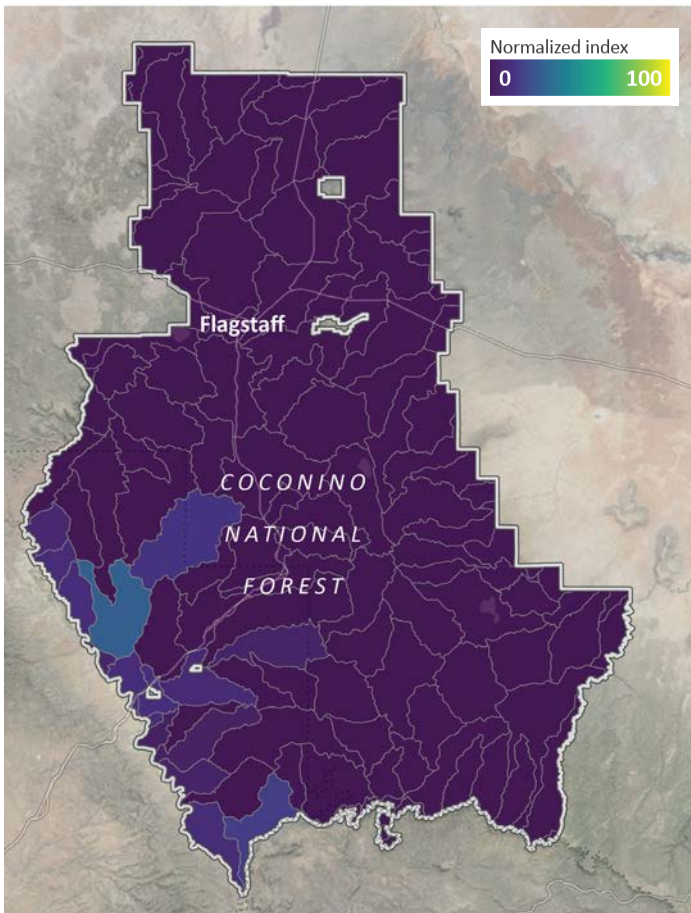 Normalized index
0 100
Flagstaff
COCONINO
NATIONAL
FOREST